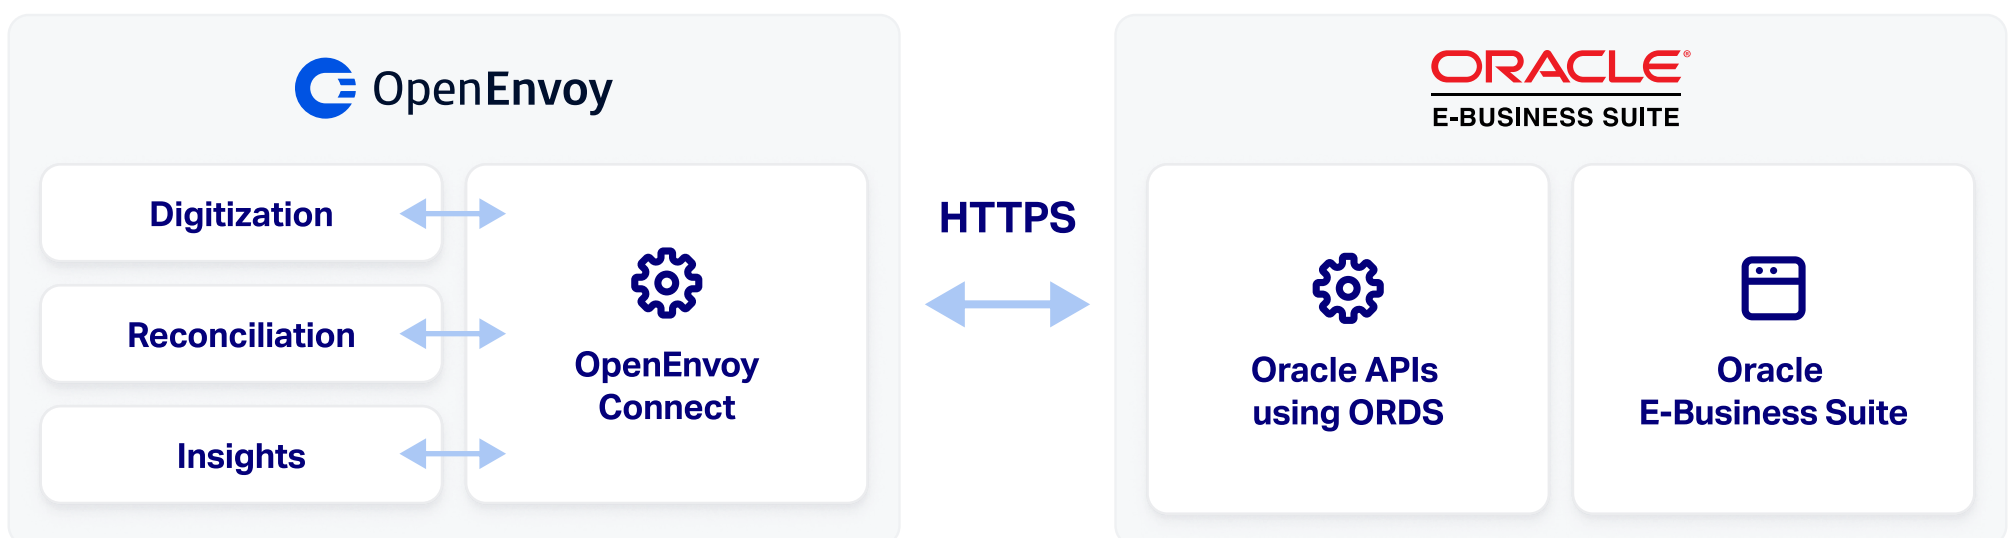 OpenEnvoy
ORACLE®
E-BUSINESS SUITE
Digitization
Reconciliation
Insights
OpenEnvoy
Connect
HTTPS
Oracle APIs
using ORDS
Oracle
E-Business Suite